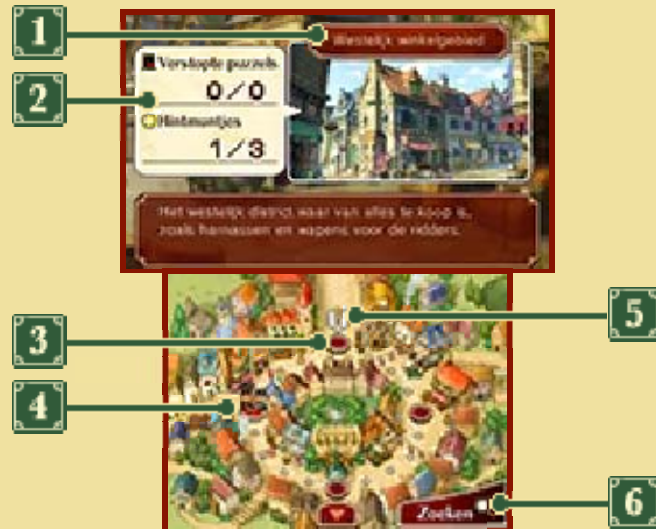 1
Westelijk winkelgebied
2
Verstopte puzzels
0/0
Hintmuntjes
1/3
Het westelijk district, waar van alles te koop is,
zoals harnassen en wapens voor de ridders.
3
5
4
6
Zoeken